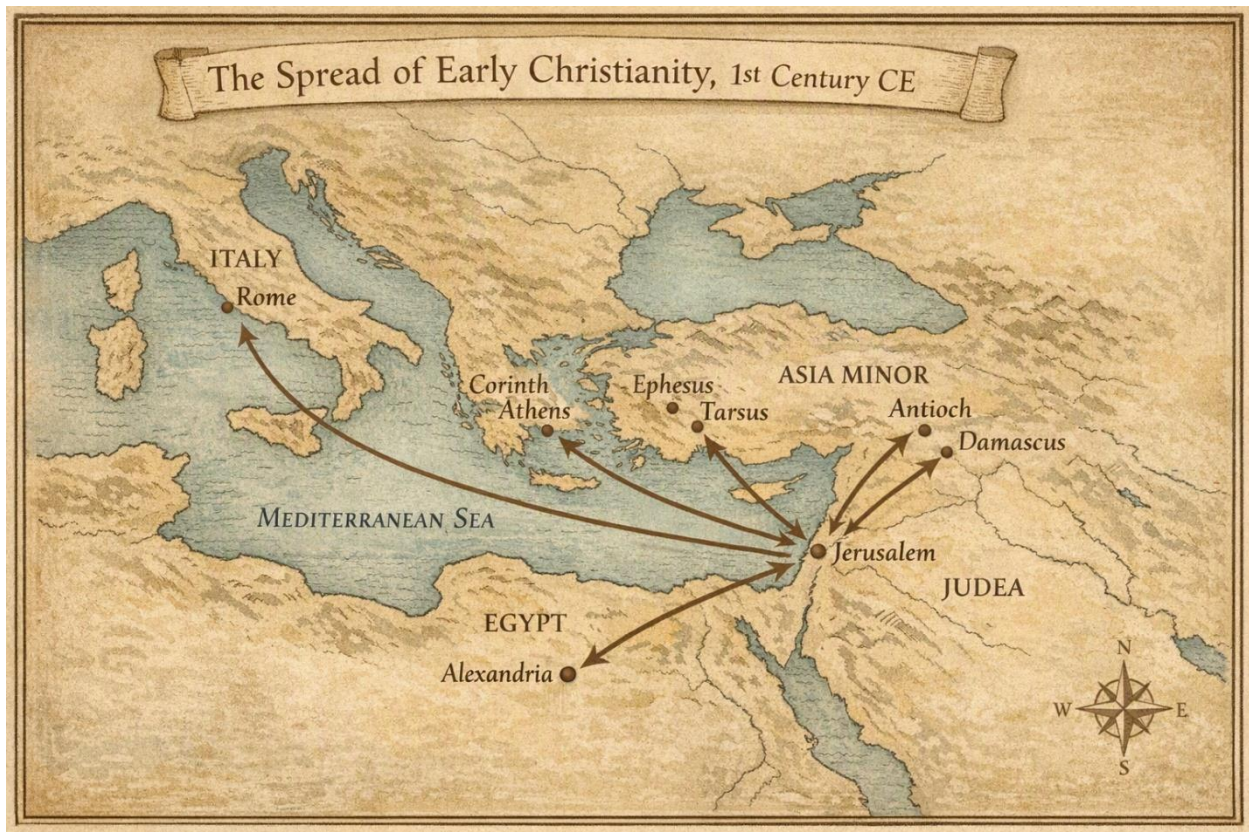 The Spread of Early Christianity, 1st Century CE
ITALY
Rome
Corinth
Athens
Ephesus
Tarsus
ASIA MINOR
Antioch
Damascus
MEDITERRANEAN SEA
Jerusalem
JUDEA
EGYPT
Alexandria
N
W
E
S